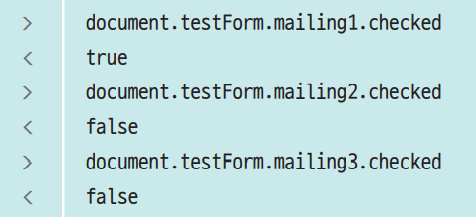 > document.testForm.mailing1.checked
< true
> document.testForm.mailing2.checked
< false
> document.testForm.mailing3.checked
< false